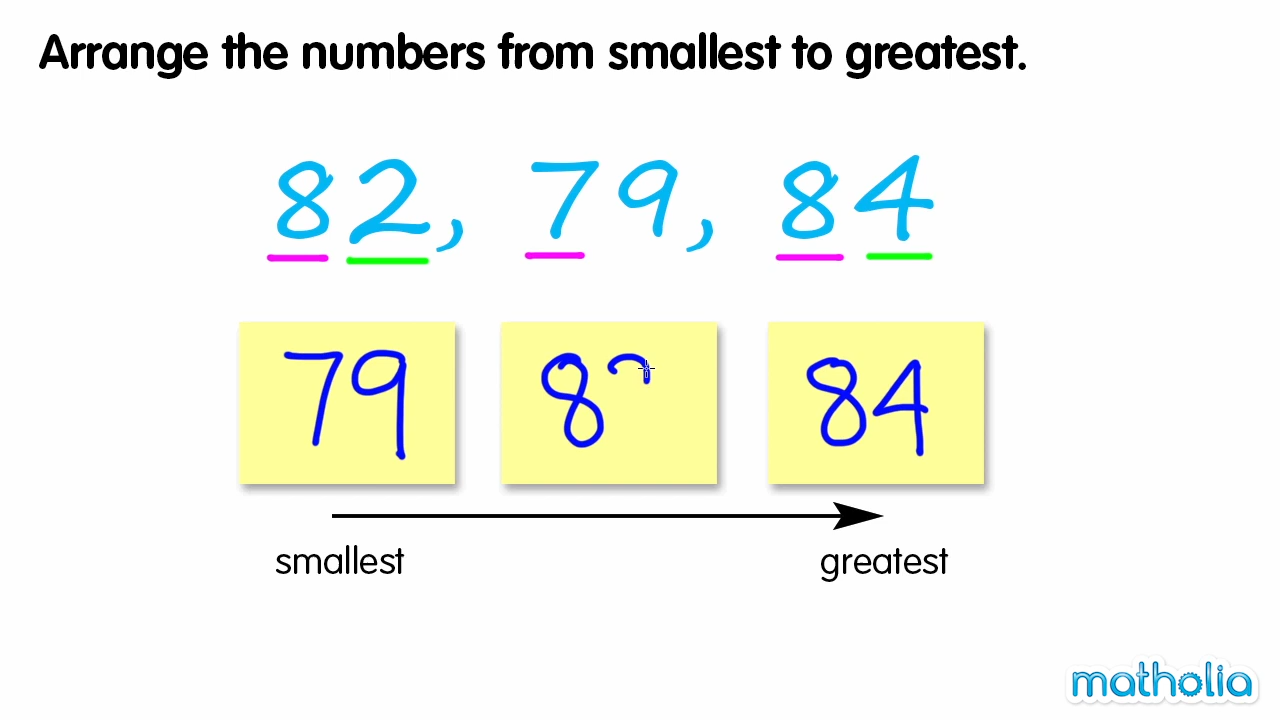 Arrange the numbers from smallest to greatest.
82, 79, 84
79 8 84
smallest greatest
matholia